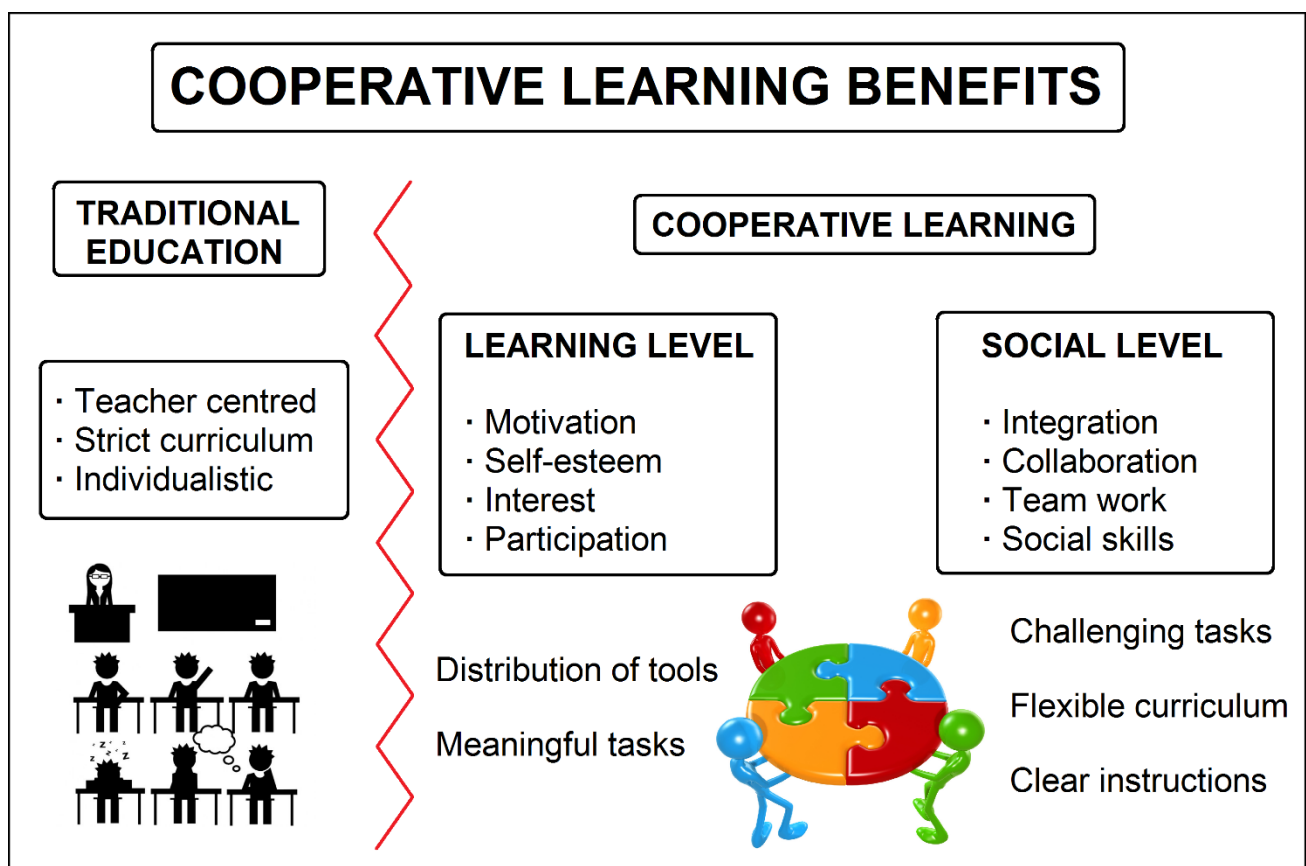 COOPERATIVE LEARNING BENEFITS
TRADITIONAL
EDUCATION
· Teacher centred
· Strict curriculum
· Individualistic
COOPERATIVE LEARNING
LEARNING LEVEL
· Motivation
· Self-esteem
· Interest
· Participation
SOCIAL LEVEL
· Integration
· Collaboration
· Team work
· Social skills
z z z z z
Distribution of tools
Meaningful tasks
Challenging tasks
Flexible curriculum
Clear instructions